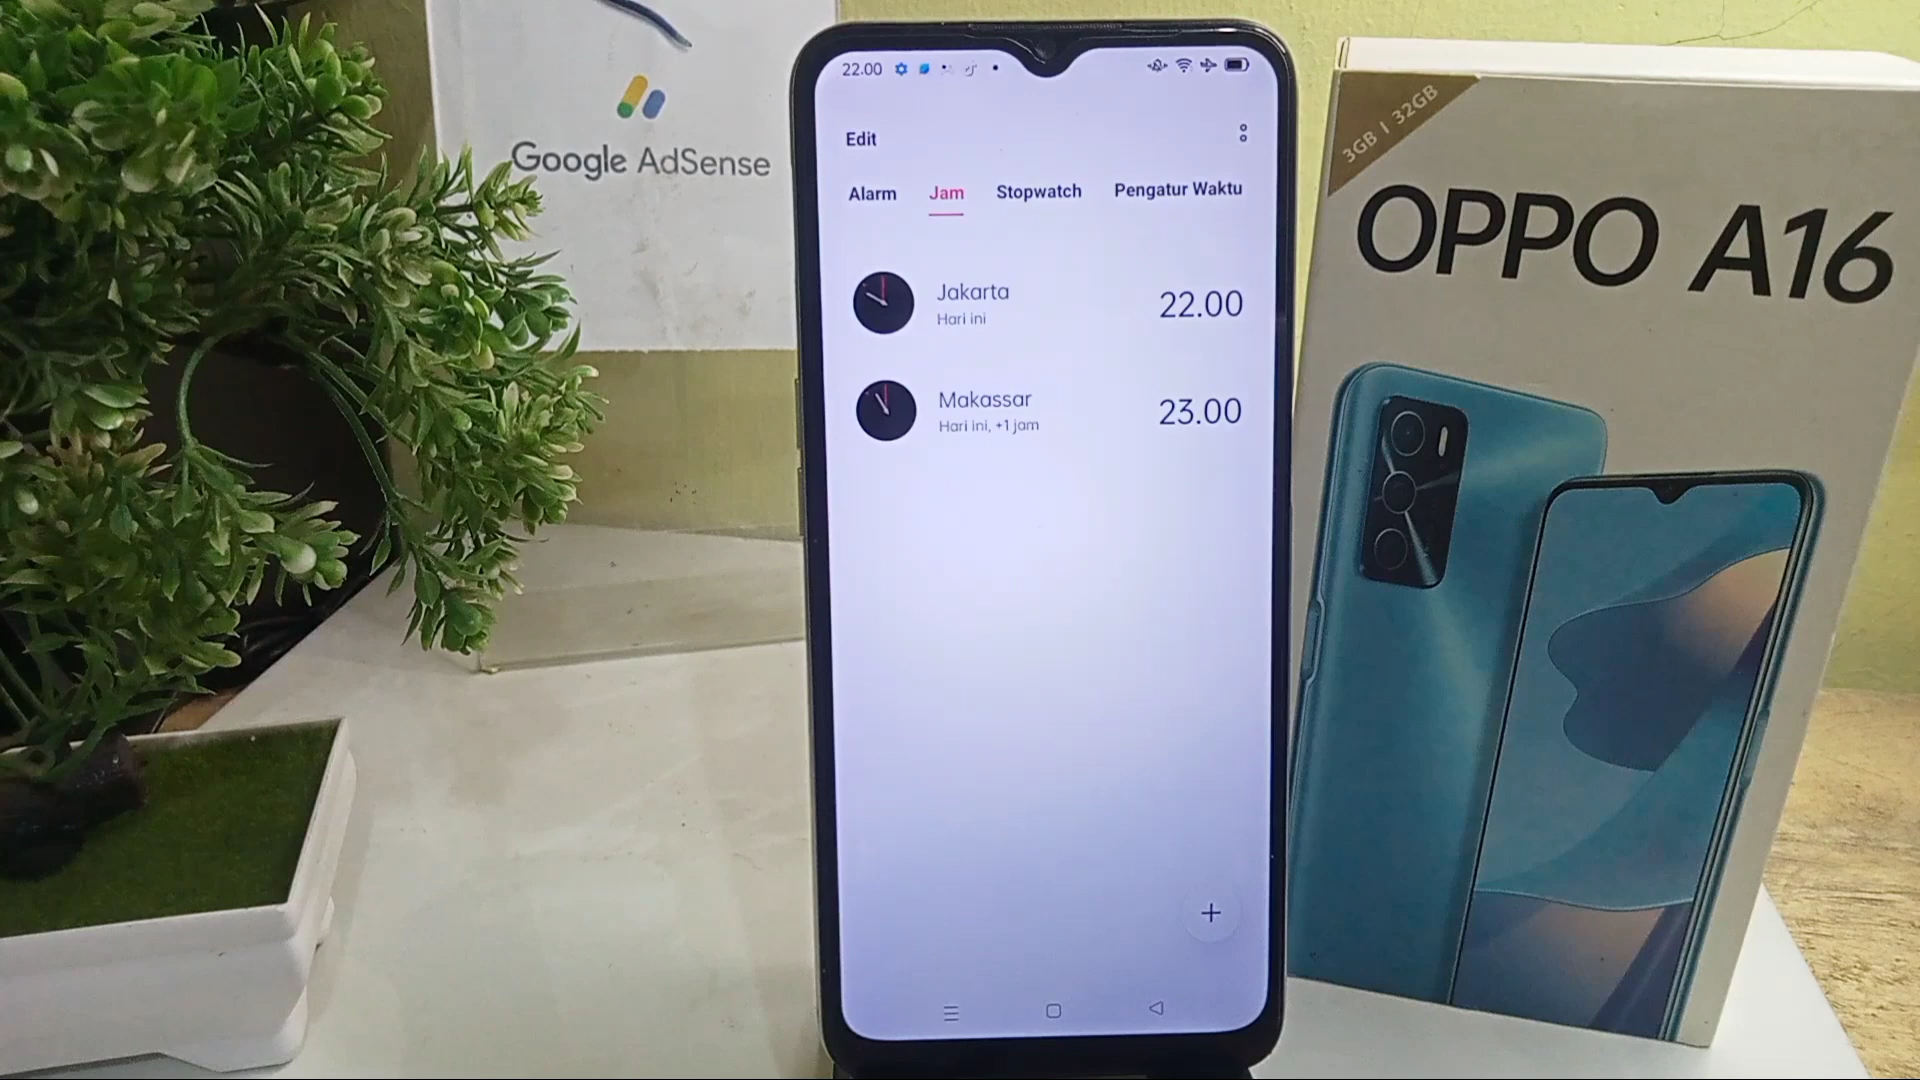 Google AdSense
22.00
Edit
Alarm Jam Stopwatch Pengatur Waktu
Jakarta
Hari ini
22.00
Makassar
Hari ini, +1 jam
23.00
3GB | 32GB
OPPO A16